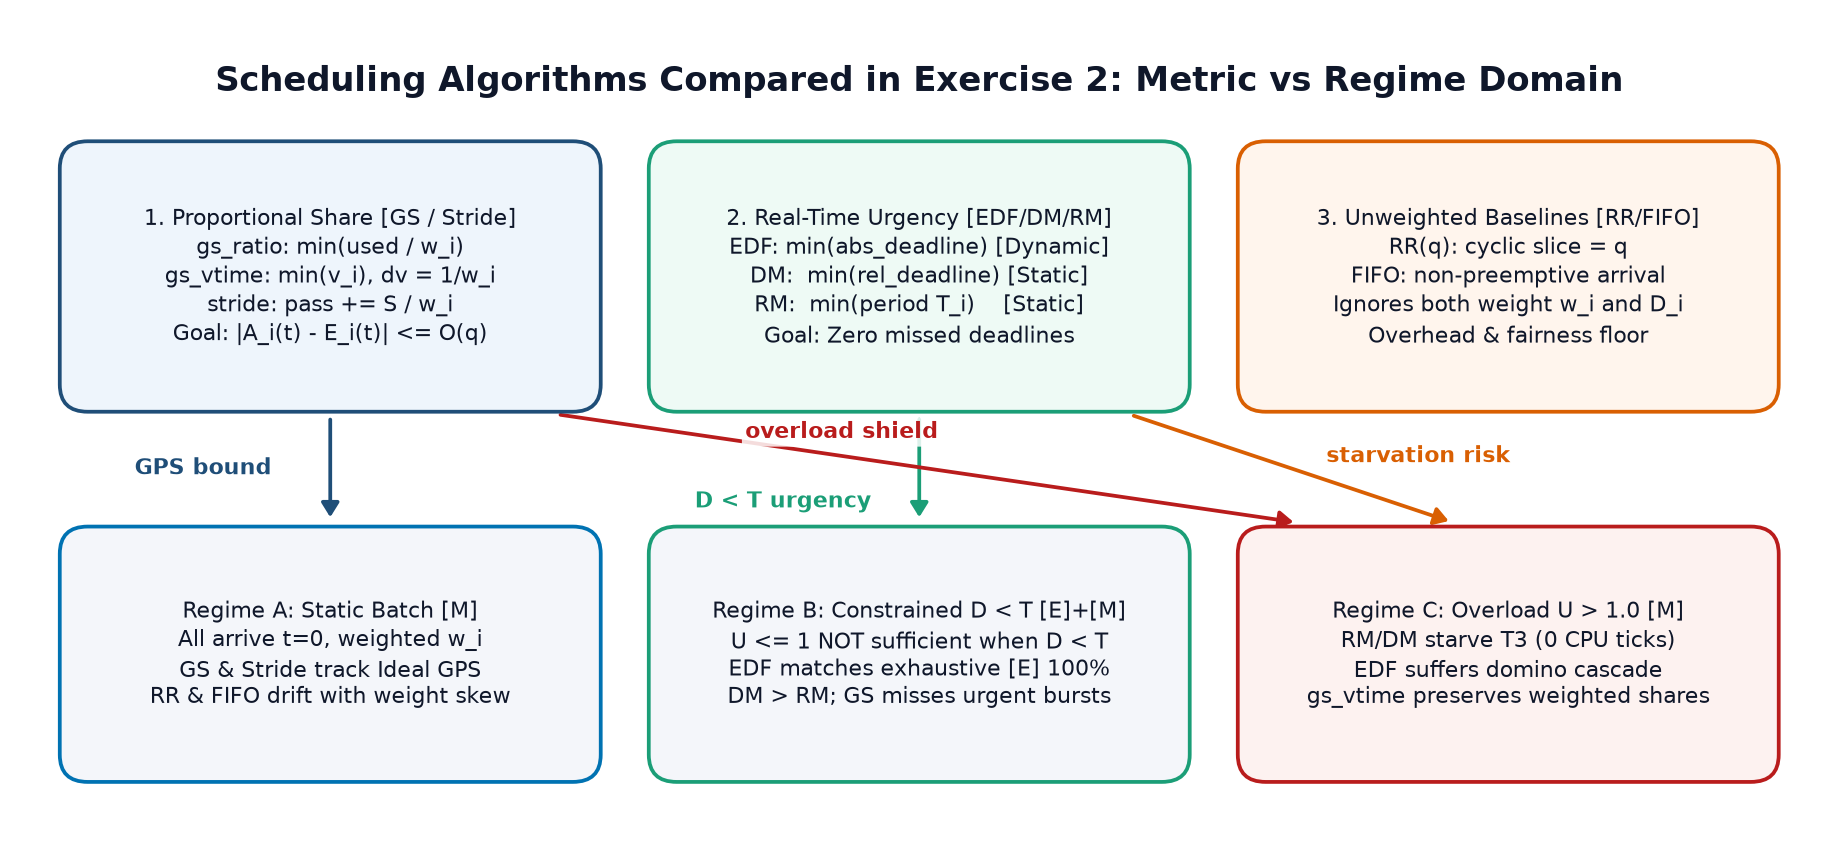 Scheduling Algorithms Compared in Exercise 2: Metric vs Regime Domain
1. Proportional Share [GS / Stride]
gs_ratio: min(used / w_i)
gs_vtime: min(v_i), dv = 1/w_i
stride: pass += S / w_i
Goal: |A_i(t) - E_i(t)| <= O(q)
2. Real-Time Urgency [EDF/DM/RM]
EDF: min(abs_deadline) [Dynamic]
DM:  min(rel_deadline) [Static]
RM:  min(period T_i)    [Static]
Goal: Zero missed deadlines
3. Unweighted Baselines [RR/FIFO]
RR(q): cyclic slice = q
FIFO: non-preemptive arrival
Ignores both weight w_i and D_i
Overhead & fairness floor
GPS bound
overload shield
D < T urgency
starvation risk
Regime A: Static Batch [M]
All arrive t=0, weighted w_i
GS & Stride track Ideal GPS
RR & FIFO drift with weight skew
Regime B: Constrained D < T [E]+[M]
U <= 1 NOT sufficient when D < T
EDF matches exhaustive [E] 100%
DM > RM; GS misses urgent bursts
Regime C: Overload U > 1.0 [M]
RM/DM starve T3 (0 CPU ticks)
EDF suffers domino cascade
gs_vtime preserves weighted shares